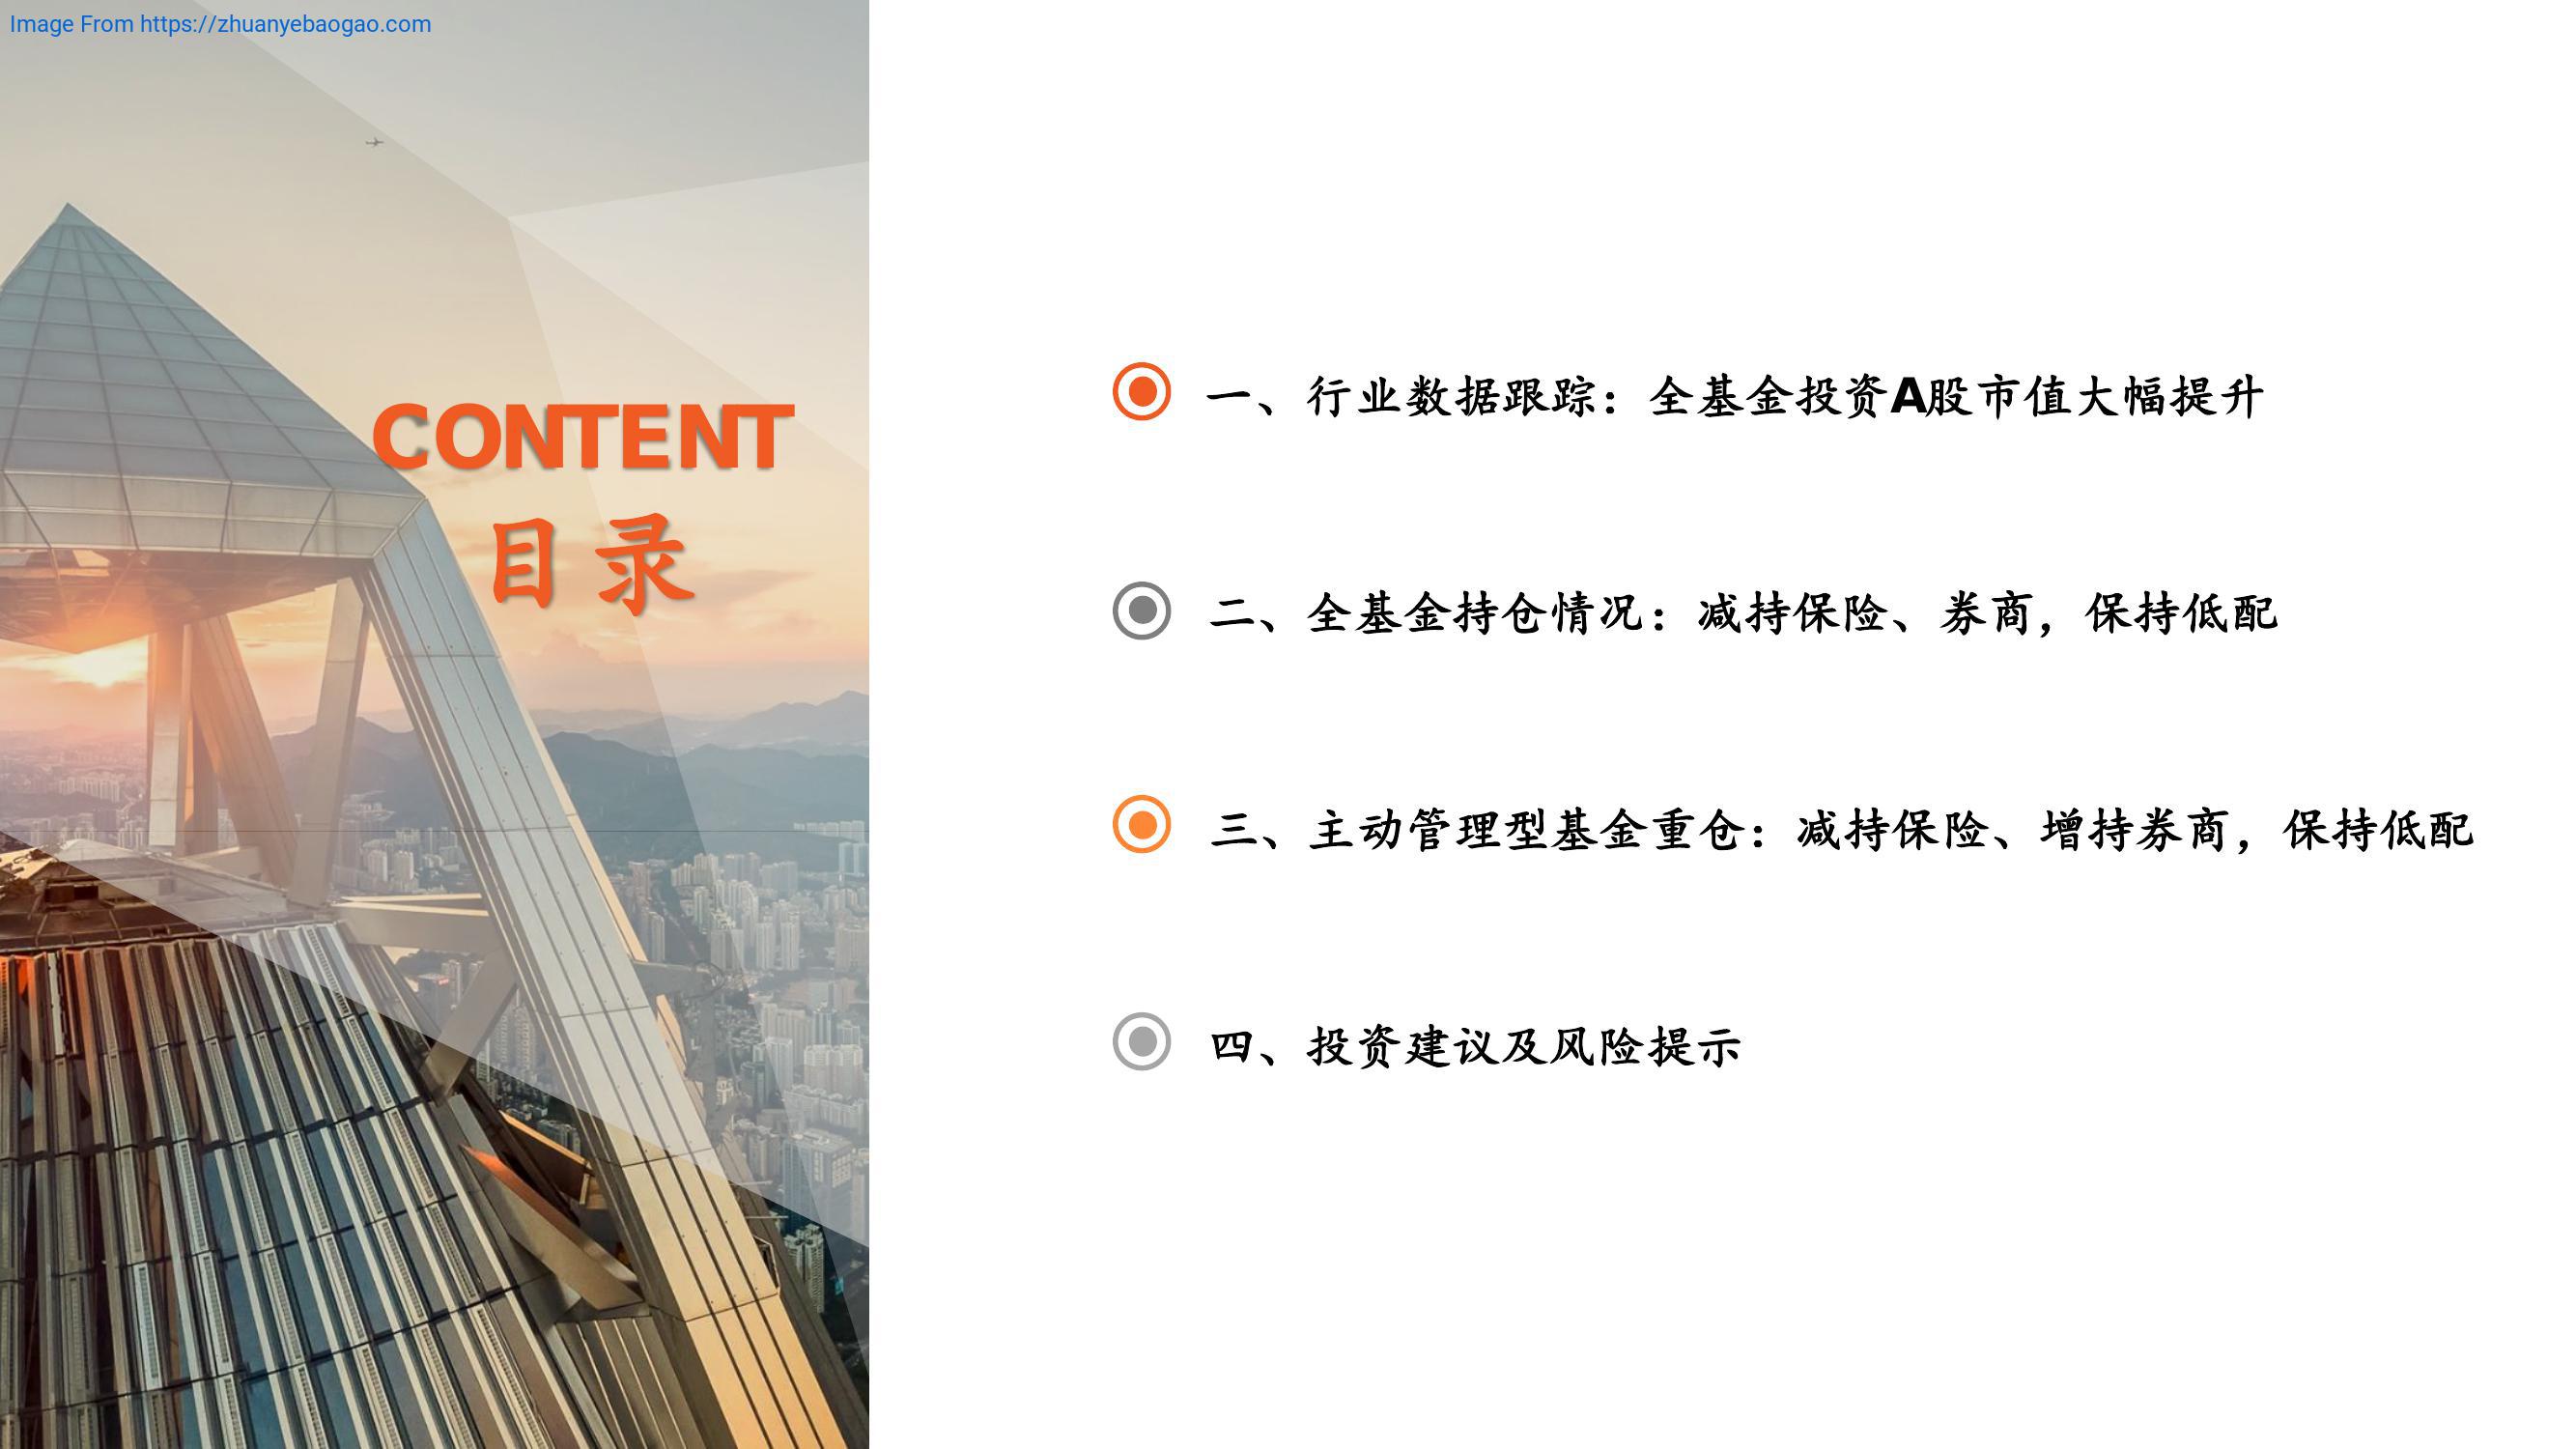 Image From https://zhuanyebaogao.com
CONTENT
目录
一、行业数据跟踪：全基金投资A股市值大幅提升
二、全基金持仓情况：减持保险、券商，保持低配
三、主动管理型基金重仓：减持保险、增持券商，保持低配
四、投资建议及风险提示